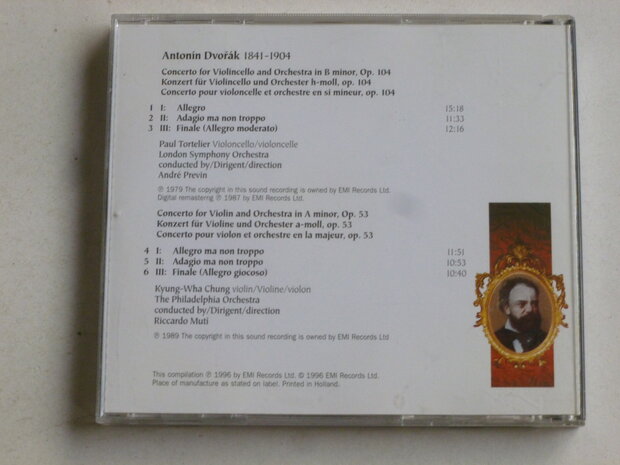 Antonín Dvořák 1841–1904
Concerto for Violincello and Orchestra in B minor, Op. 104
Konzert für Violincello und Orchester h-moll, op. 104
Concerto pour violoncelle et orchestre en si mineur, op. 104
1 I: Allegro 15:18
2 II: Adagio ma non troppo 11:33
3 III: Finale (Allegro moderato) 12:16
Paul Tortelier Violoncello/violoncelle
London Symphony Orchestra
conducted by/Dirigent/direction
André Previn
℗ 1979 The copyright in this sound recording is owned by EMI Records Ltd.
Digital remasterng ℗ 1987 by EMI Records Ltd.
Concerto for Violin and Orchestra in A minor, Op. 53
Konzert für Violine und Orchester a-moll, op. 53
Concerto pour violon et orchestre en la majeur, op. 53
4 I: Allegro ma non troppo 11:51
5 II: Adagio ma non troppo 10:53
6 III: Finale (Allegro giocoso) 10:40
Kyung-Wha Chung violin/Violine/violon
The Philadelphia Orchestra
conducted by/Dirigent/direction
Riccardo Muti
℗ 1989 The copyright in this sound recording is owned by EMI Records Ltd
This compilation ℗ 1996 by EMI Records Ltd. © 1996 EMI Records Ltd.
Place of manufacture as stated on label. Printed in Holland.